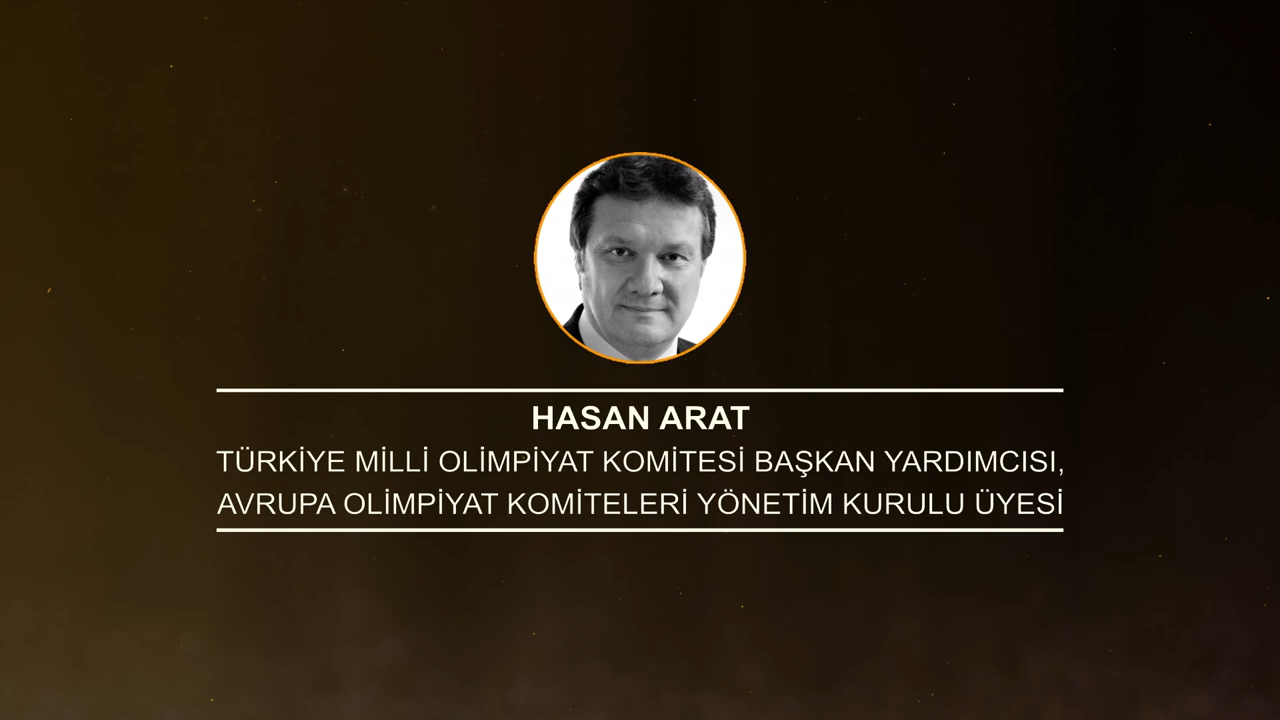 HASAN ARAT
TÜRKİYE MİLLİ OLİMPİYAT KOMİTESİ BAŞKAN YARDIMCISI,
AVRUPA OLİMPİYAT KOMİTELERİ YÖNETİM KURULU ÜYESİ